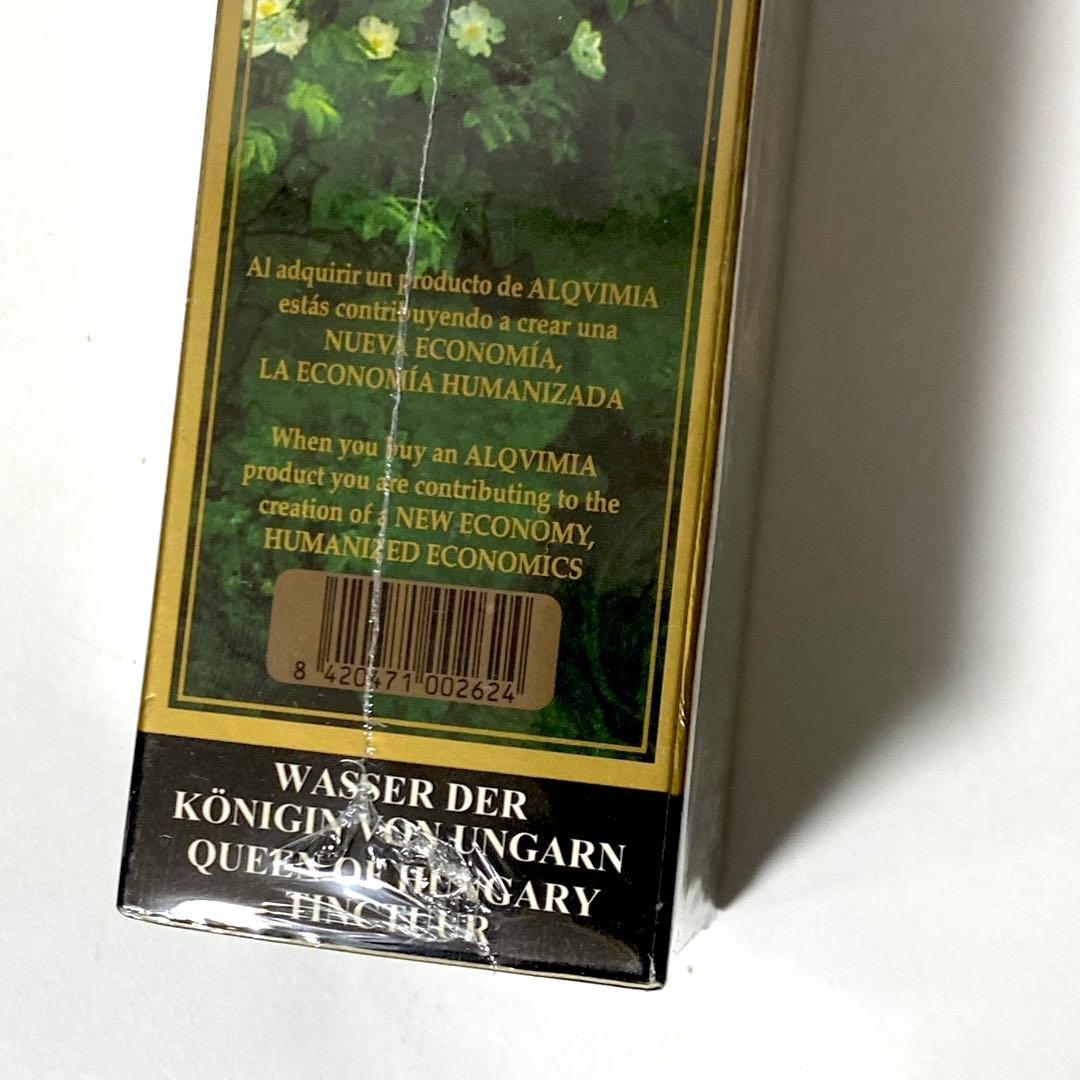 Al adquirir un producto de ALQVIMIA
estás contribuyendo a crear una
NUEVA ECONOMÍA,
LA ECONOMÍA HUMANIZADA
When you buy an ALQVIMIA
product you are contributing to the
creation of a NEW ECONOMY,
HUMANIZED ECONOMICS
8 420471 002624
WASSER DER
KÖNIGIN VON UNGARN
QUEEN OF HUNGARY
TINCTUUR